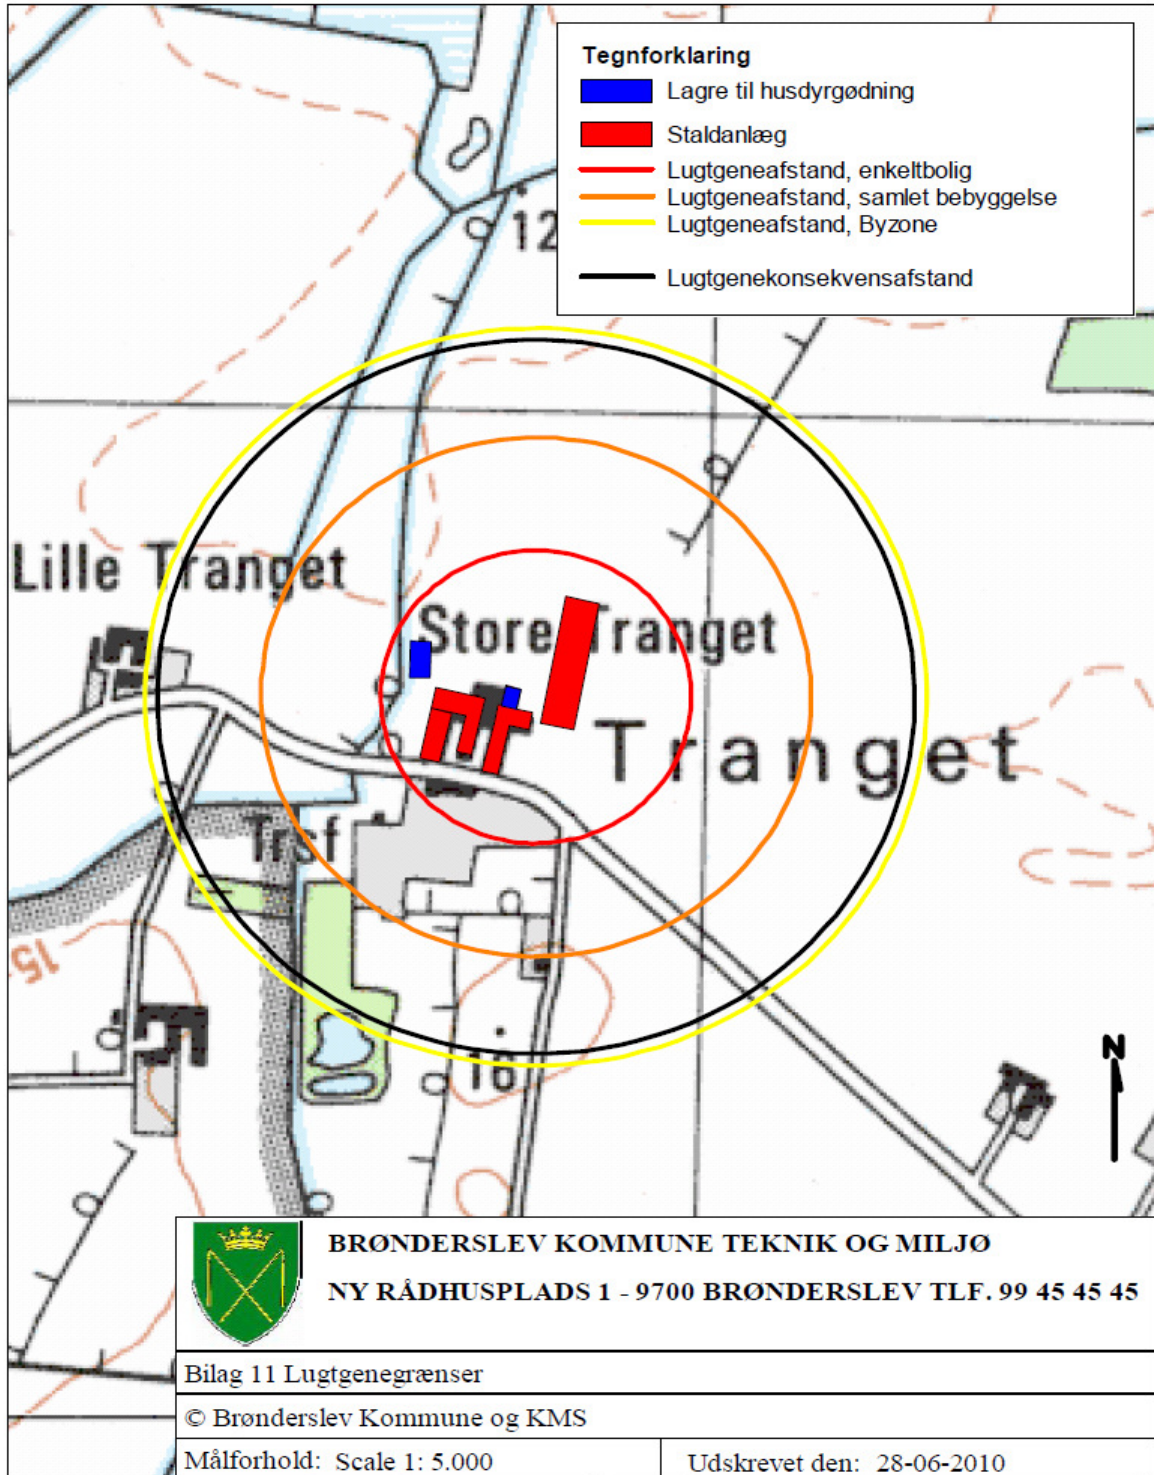 Tegnforklaring
Lagre til husdyrgødning
Staldanlæg
Lugtgeneafstand, enkeltbolig
Lugtgeneafstand, samlet bebyggelse
Lugtgeneafstand, Byzone
Lugtgenekonsekvensafstand
12
Lille Tranget
Store Tranget
Tranget
Trsf
15
16
N
BRØNDERSLEV KOMMUNE TEKNIK OG MILJØ
NY RÅDHUSPLADS 1 - 9700 BRØNDERSLEV TLF. 99 45 45 45
Bilag 11 Lugtgenegrænser
© Brønderslev Kommune og KMS
Målforhold: Scale 1: 5.000
Udskrevet den: 28-06-2010